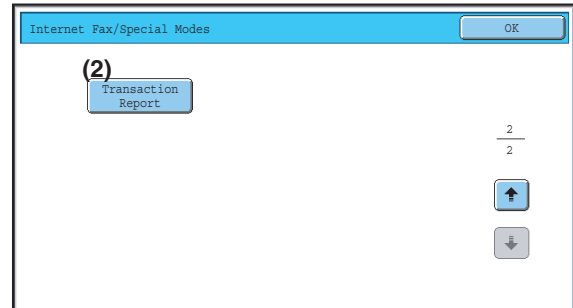 Internet Fax/Special Modes
OK
(2)
Transaction
Report
2
2